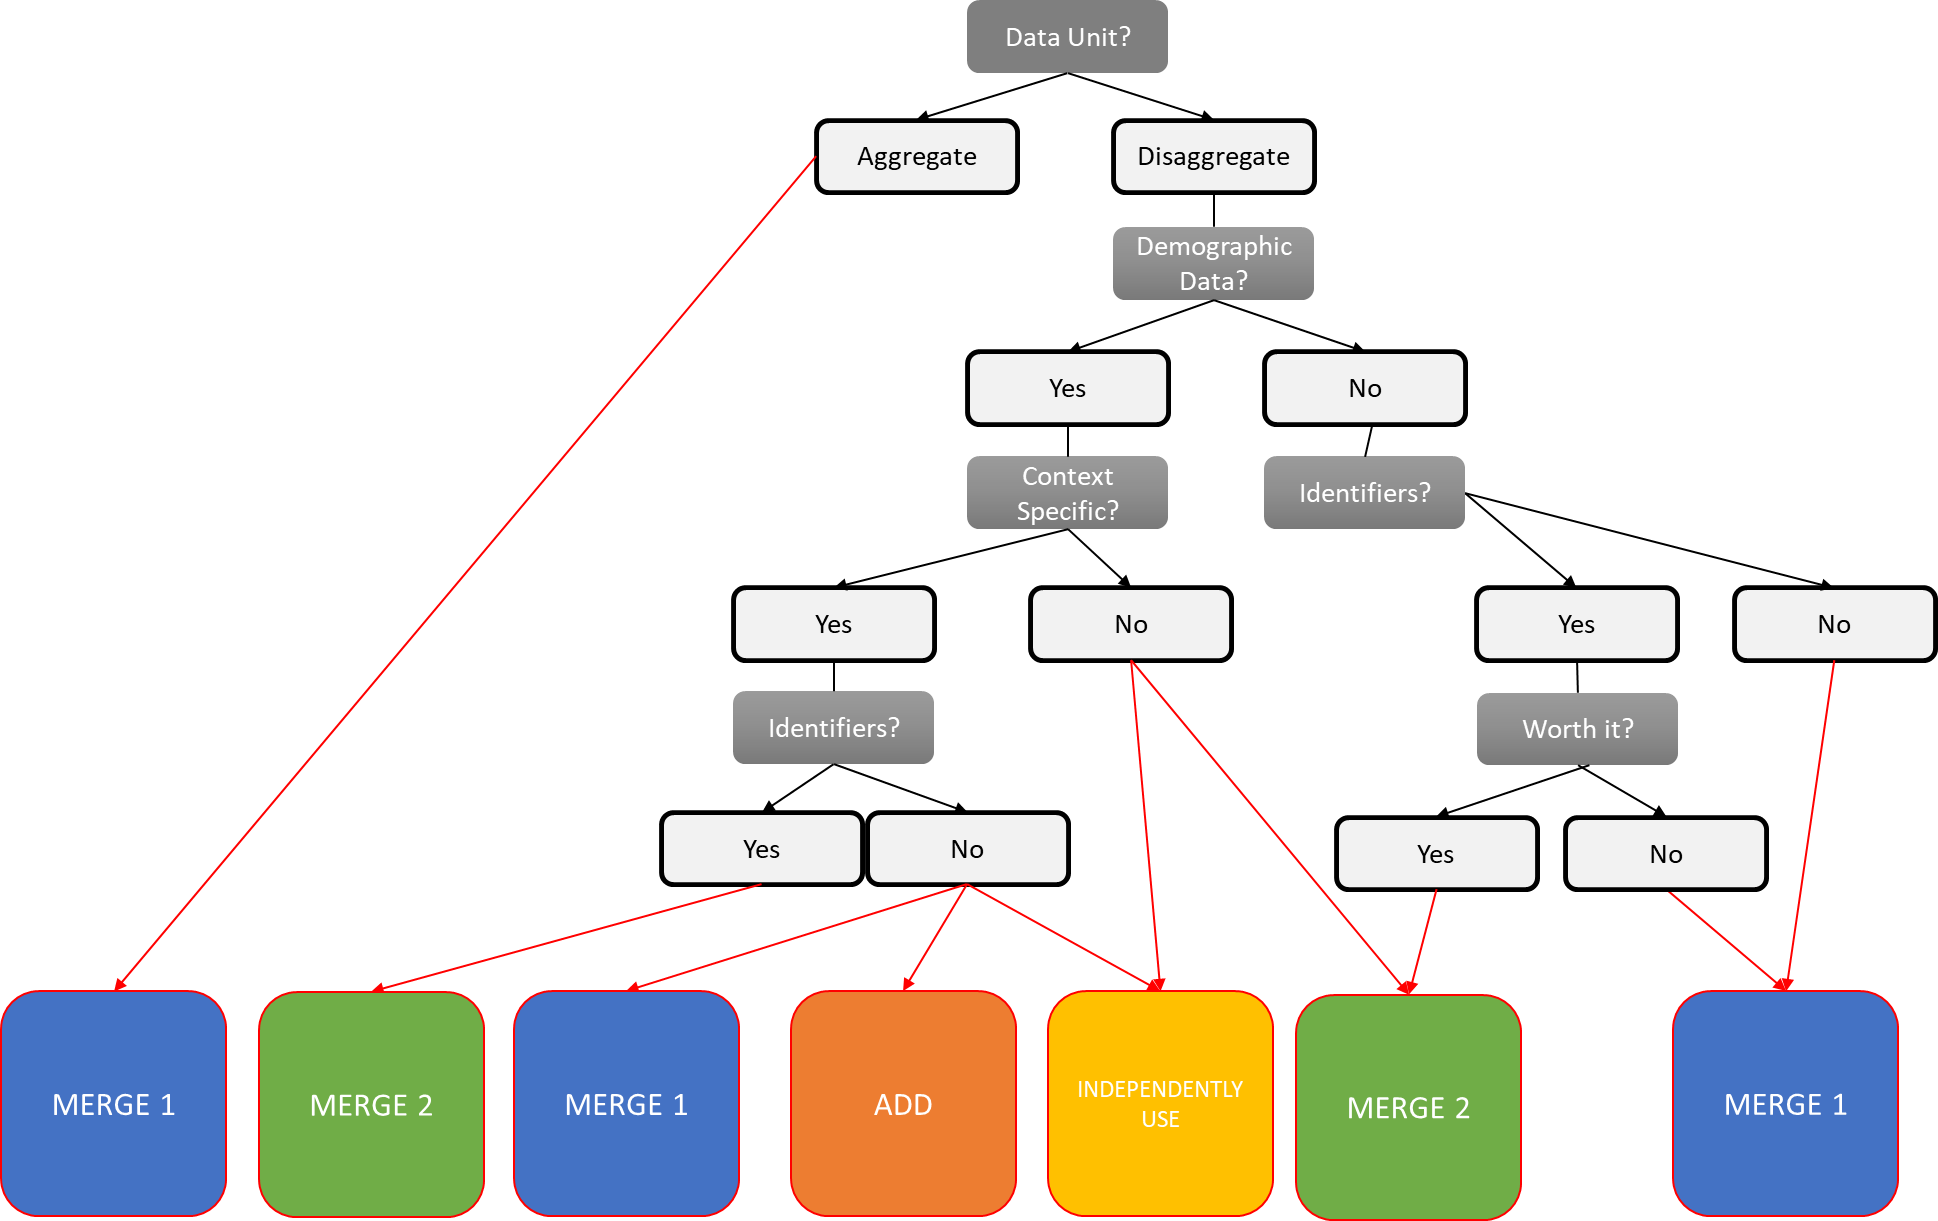 Data Unit?
Aggregate
Disaggregate
Demographic
Data?
Yes
No
Context
Specific?
Identifiers?
Yes
No
Yes
No
Identifiers?
Worth it?
Yes
No
Yes
No
MERGE 1
MERGE 2
MERGE 1
ADD
INDEPENDENTLY
USE
MERGE 2
MERGE 1